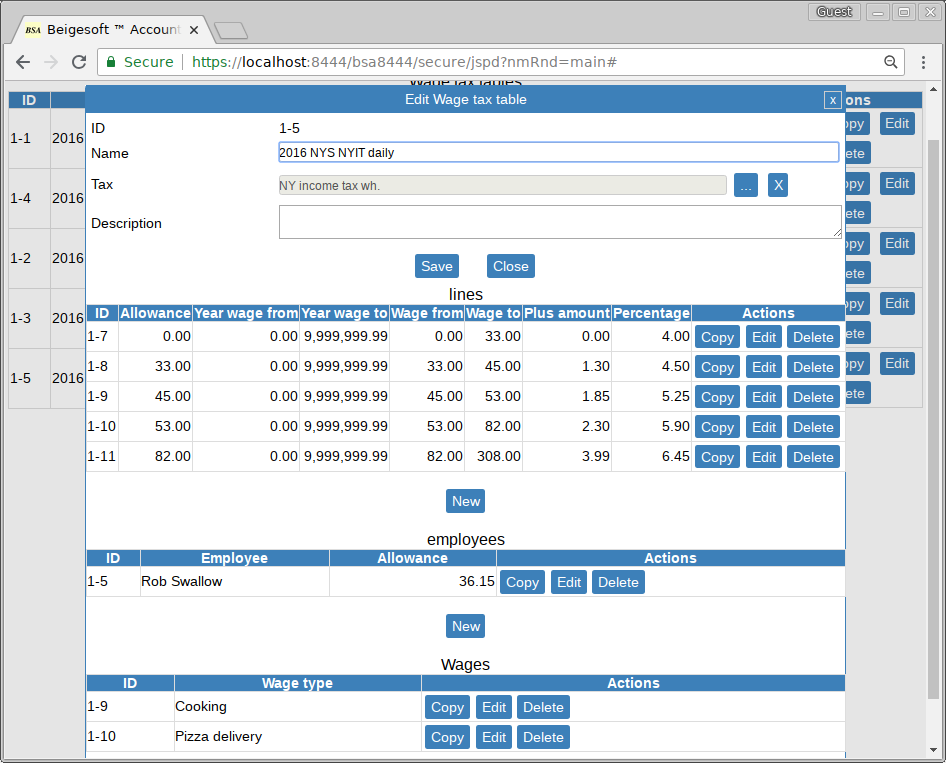 Guest
BSA Beigesoft ™ Account
Secure https://localhost:8444/bsa8444/secure/jspd?nmRnd=main#
Wage tax tables
ID ons
Edit Wage tax table x
1-1 2016 opy Edit
ete
1-4 2016 opy Edit
ete
1-2 2016 opy Edit
ete
1-3 2016 opy Edit
ete
1-5 2016 opy Edit
ete
ID 1-5
Name 2016 NYS NYIT daily
Tax NY income tax wh. ... X
Description
Save Close
lines
ID Allowance Year wage from Year wage to Wage from Wage to Plus amount Percentage Actions
1-7 0.00 0.00 9,999,999.99 0.00 33.00 0.00 4.00 Copy Edit Delete
1-8 33.00 0.00 9,999,999.99 33.00 45.00 1.30 4.50 Copy Edit Delete
1-9 45.00 0.00 9,999,999.99 45.00 53.00 1.85 5.25 Copy Edit Delete
1-10 53.00 0.00 9,999,999.99 53.00 82.00 2.30 5.90 Copy Edit Delete
1-11 82.00 0.00 9,999,999.99 82.00 308.00 3.99 6.45 Copy Edit Delete
New
employees
ID Employee Allowance Actions
1-5 Rob Swallow 36.15 Copy Edit Delete
New
Wages
ID Wage type Actions
1-9 Cooking Copy Edit Delete
1-10 Pizza delivery Copy Edit Delete